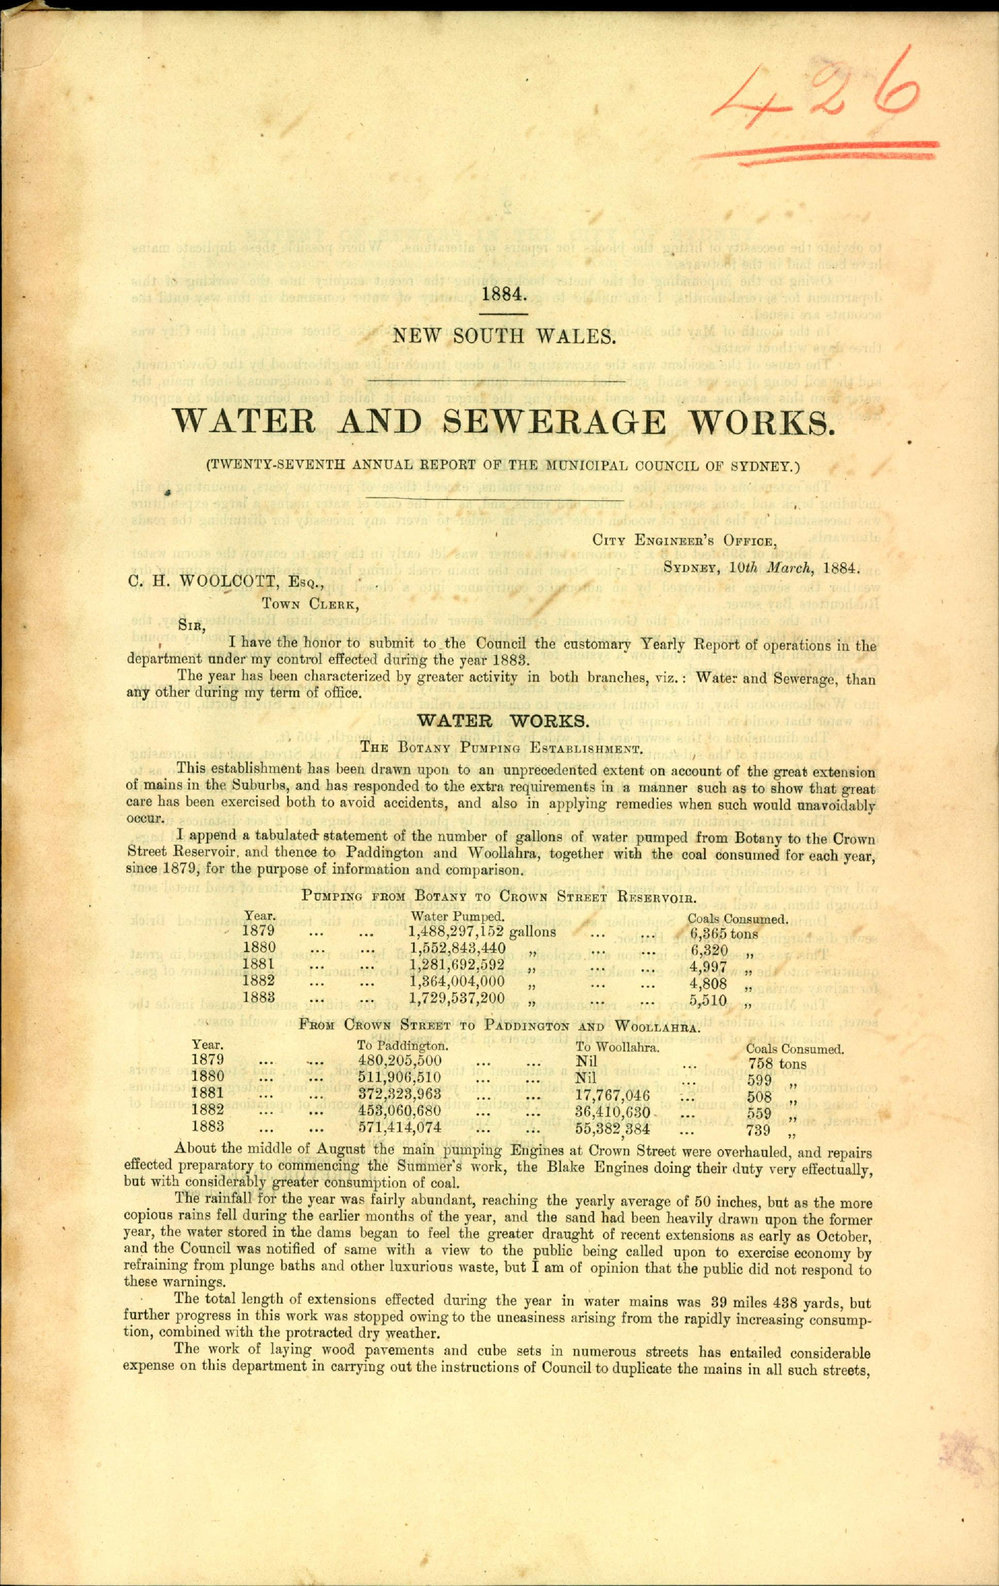 426
1884.
NEW SOUTH WALES.
WATER AND SEWERAGE WORKS.
(TWENTY-SEVENTH ANNUAL REPORT OF THE MUNICIPAL COUNCIL OF SYDNEY.)
CITY ENGINEER'S OFFICE,
SYDNEY, 10th March, 1884.
C. H. WOOLCOTT, ESQ.,
TOWN CLERK,
SIR,
I have the honor to submit to the Council the customary Yearly Report of operations in the
department under my control effected during the year 1883.
The year has been characterized by greater activity in both branches, viz.: Water and Sewerage, than
any other during my term of office.
WATER WORKS.
THE BOTANY PUMPING ESTABLISHMENT.
This establishment has been drawn upon to an unprecedented extent on account of the great extension
of mains in the Suburbs, and has responded to the extra requirements in a manner such as to show that great
care has been exercised both to avoid accidents, and also in applying remedies when such would unavoidably
occur.
I append a tabulated statement of the number of gallons of water pumped from Botany to the Crown
Street Reservoir, and thence to Paddington and Woollahra, together with the coal consumed for each year,
since 1879, for the purpose of information and comparison.
PUMPING FROM BOTANY TO CROWN STREET RESERVOIR.
Year. Water Pumped. Coals Consumed.
1879 ... ... 1,488,297,152 gallons ... ... 6,365 tons
1880 ... ... 1,552,843,440 „ ... ... 6,320 „
1881 ... ... 1,281,692,592 „ ... ... 4,997 „
1882 ... ... 1,364,004,000 „ ... ... 4,808 „
1883 ... ... 1,729,537,200 „ ... ... 5,510 „
FROM CROWN STREET TO PADDINGTON AND WOOLLAHRA.
Year. To Paddington. To Woollahra. Coals Consumed.
1879 ... ... 480,205,500 ... ... Nil ... 758 tons
1880 ... ... 511,906,510 ... ... Nil ... 599 „
1881 ... ... 372,323,963 ... ... 17,767,046 ... 508 „
1882 ... ... 453,060,680 ... ... 36,410,630 ... 559 „
1883 ... ... 571,414,074 ... ... 55,382,384 ... 739 „
About the middle of August the main pumping Engines at Crown Street were overhauled, and repairs
effected preparatory to commencing the Summer's work, the Blake Engines doing their duty very effectually,
but with considerably greater consumption of coal.
The rainfall for the year was fairly abundant, reaching the yearly average of 50 inches, but as the more
copious rains fell during the earlier months of the year, and the sand had been heavily drawn upon the former
year, the water stored in the dams began to feel the greater draught of recent extensions as early as October,
and the Council was notified of same with a view to the public being called upon to exercise economy by
refraining from plunge baths and other luxurious waste, but I am of opinion that the public did not respond to
these warnings.
The total length of extensions effected during the year in water mains was 39 miles 438 yards, but
further progress in this work was stopped owing to the uneasiness arising from the rapidly increasing consump-
tion, combined with the protracted dry weather.
The work of laying wood pavements and cube sets in numerous streets has entailed considerable
expense on this department in carrying out the instructions of Council to duplicate the mains in all such streets,